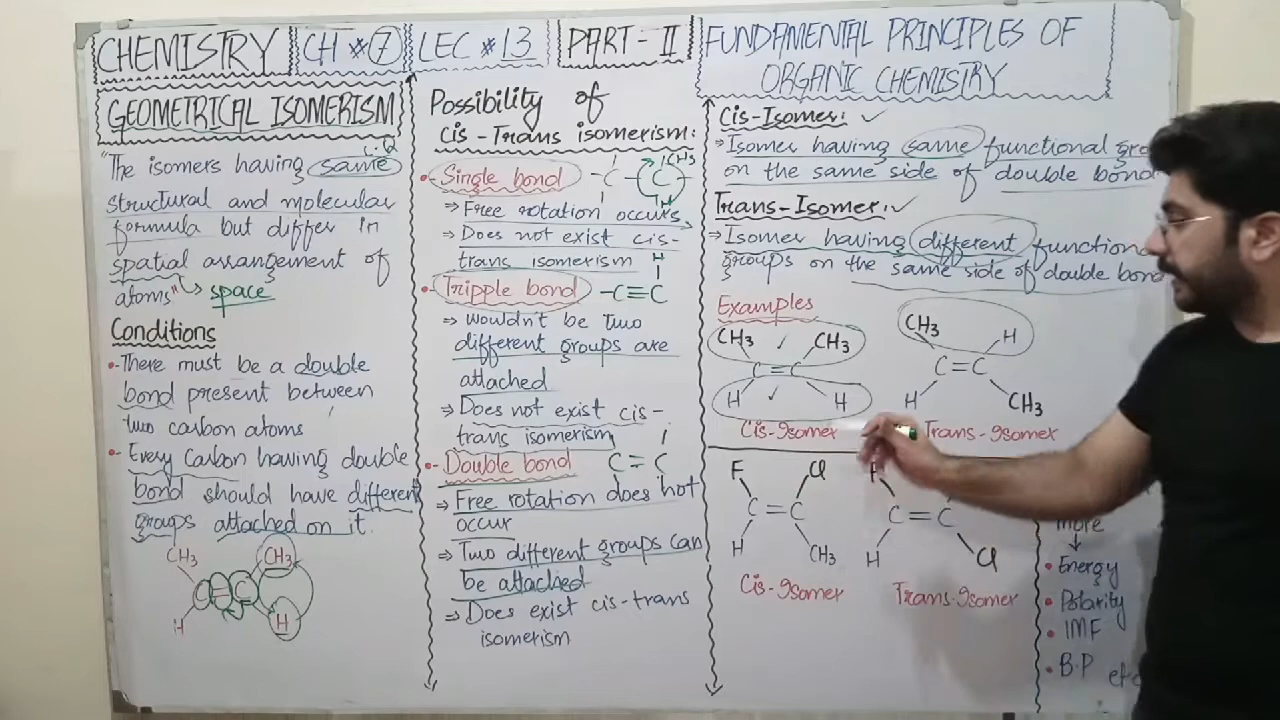 CHEMISTRY
CH # 7
LEC # 13
PART-II
FUNDAMENTAL PRINCIPLES OF
ORGANIC CHEMISTRY
GEOMETRICAL ISOMERISM
"The isomers having same
structural and molecular
formula but differ in
spatial arrangement of
atoms" → space
Conditions
• There must be a double
bond present between
two carbon atoms
• Every Carbon having double
bond should have different
groups attached on it.
CH3 CH3
C = C
H H
Possibility of
Cis-Trans isomerism:
• Single bond -C-C-
CH3
H
⇒ Free rotation occurs
⇒ Does not exist cis-
trans isomerism
H
• Tripple bond -C≡C
⇒ Wouldn't be two
different groups are
attached
⇒ Does not exist cis-
trans isomerism
• Double bond C=C
⇒ Free rotation does not
occur
⇒ Two different groups can
be attached
⇒ Does exist cis-trans
isomerism
Cis-Isomer: ✓
⇒ Isomer having same functional gro
on the same side of double bond
Trans-Isomer: ✓
⇒ Isomer having different function
groups on the same side of double bond
Examples
CH3 CH3
C=C
H H
Cis-Isomer
CH3 H
C=C
H CH3
Trans-Isomer
F Cl
C=C
H CH3
Cis-Isomer
F
C=C
H Cl
Trans-Isomer
more
↓
• Energy
• Polarity
• IMF
• B.P etc